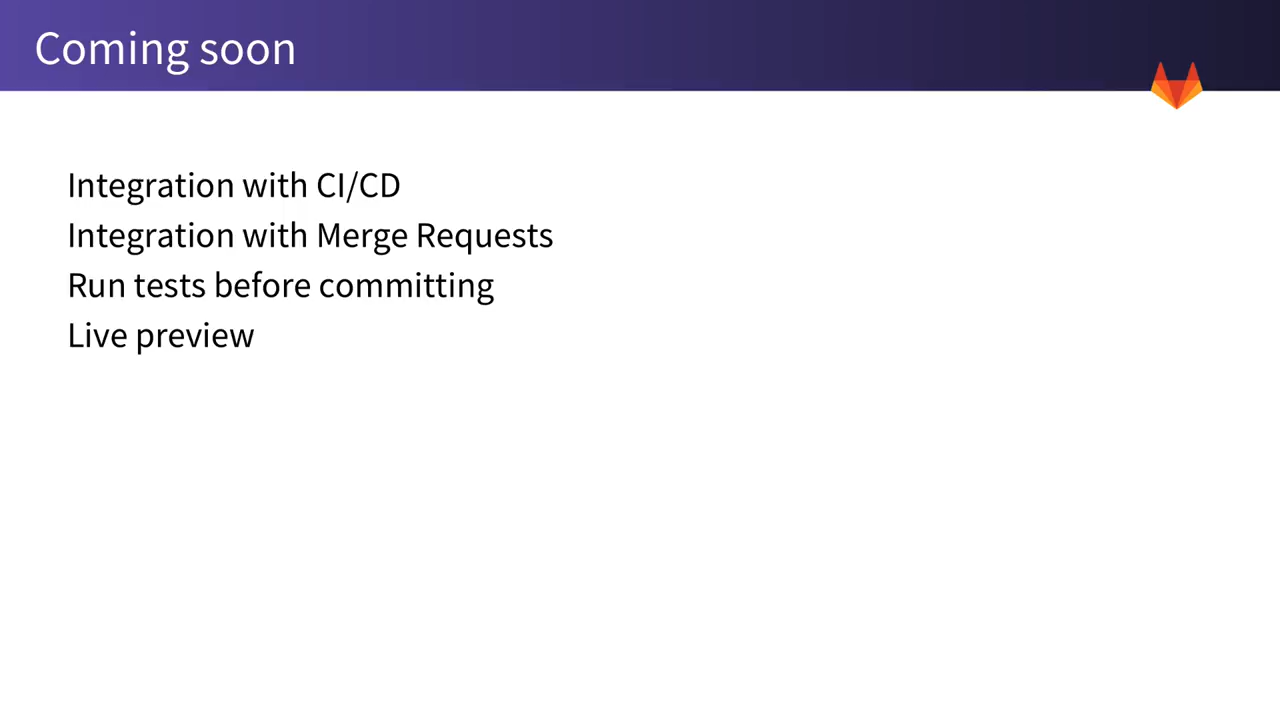 Coming soon
Integration with CI/CD
Integration with Merge Requests
Run tests before committing
Live preview